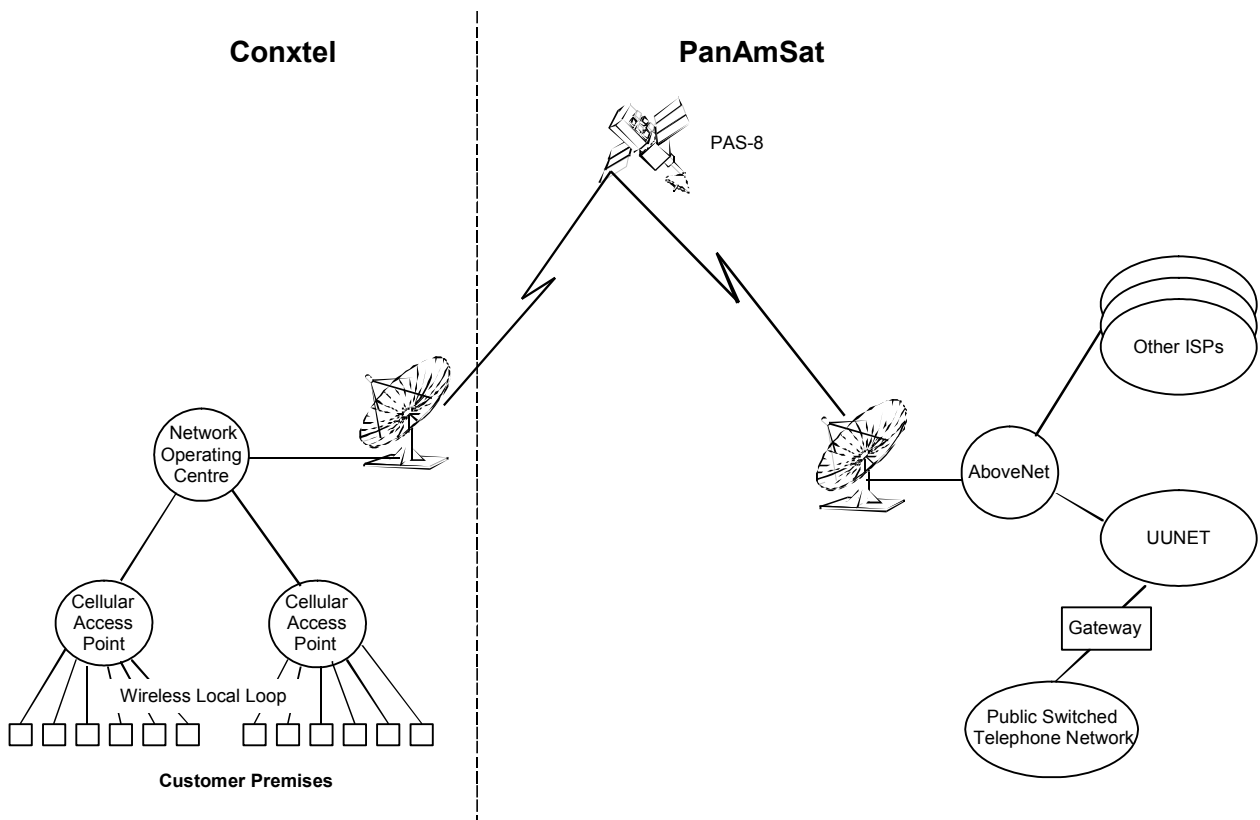 Conxtel
PanAmSat
PAS-8
Other ISPs
Network
Operating
Centre
AboveNet
UUNET
Cellular
Access
Point
Cellular
Access
Point
Gateway
Wireless Local Loop
Public Switched
Telephone Network
Customer Premises